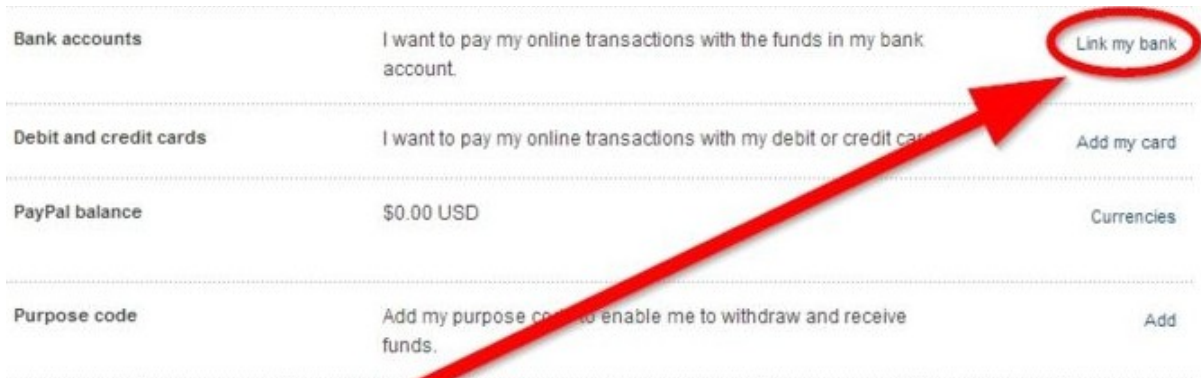 Bank accounts
I want to pay my online transactions with the funds in my bank
account.
Link my bank
Debit and credit cards
I want to pay my online transactions with my debit or credit
Add my card
PayPal balance
$0.00 USD
Currencies
Purpose code
Add my purpose to enable me to withdraw and receive
funds.
Add